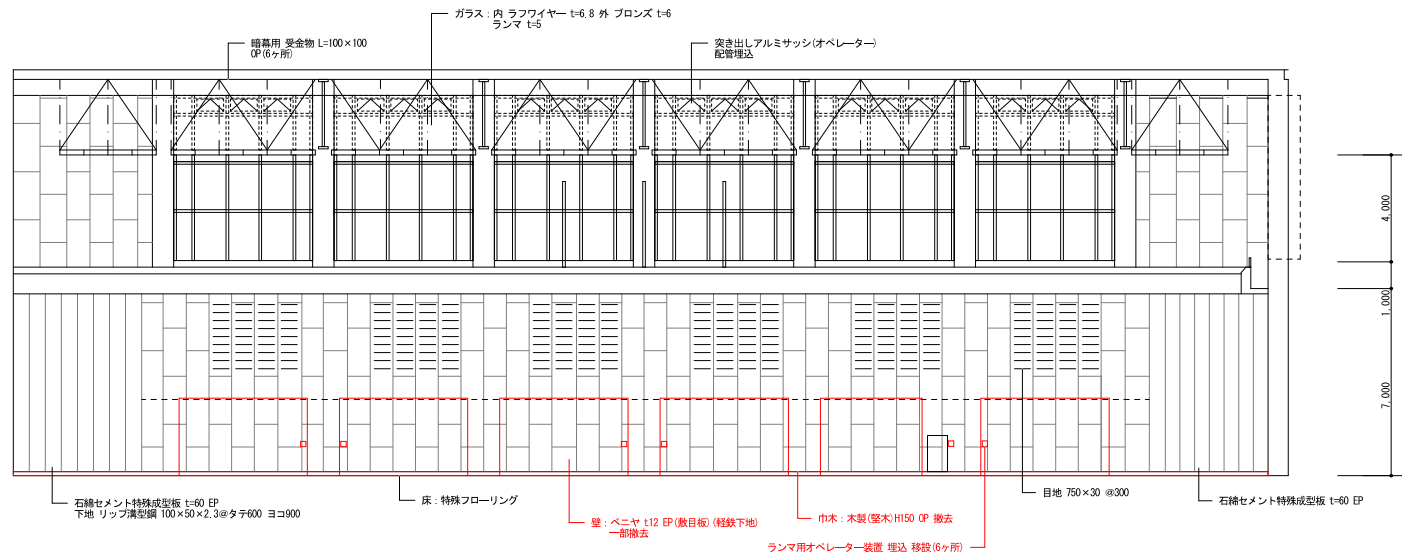 ガラス : 内 ラフワイヤー t=6.8 外 ブロンズ t=6
ランマ t=5
暗幕用 受金物 L=100×100
OP(6ヶ所)
突き出しアルミサッシ(オペレーター)
配管埋込
4,000
1,000
7,000
石綿セメント特殊成型板 t=60 EP
下地 リップ溝型鋼 100×50×2.3@タテ600 ヨコ900
床 : 特殊フローリング
壁 : ベニヤ t12 EP(敷目板)(軽鉄下地)
一部撤去
巾木 : 木製(堅木)H150 OP 撤去
ランマ用オペレーター装置 埋込 移設(6ヶ所)
目地 750×30 @300
石綿セメント特殊成型板 t=60 EP